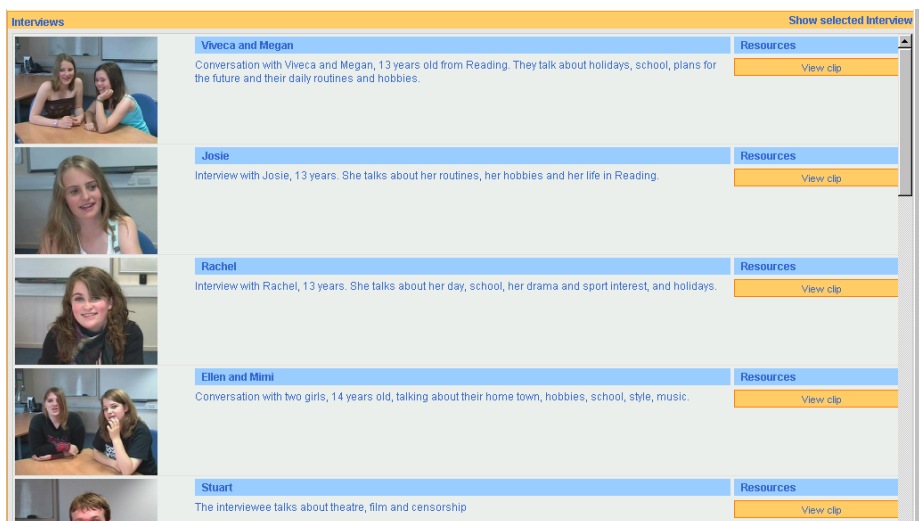 Interviews Show selected Interview
Viveca and Megan Resources
Conversation with Viveca and Megan, 13 years old from Reading. They talk about holidays, school, plans for View clip
the future and their daily routines and hobbies.
Josie Resources
Interview with Josie, 13 years. She talks about her routines, her hobbies and her life in Reading. View clip
Rachel Resources
Interview with Rachel, 13 years. She talks about her day, school, her drama and sport interest, and holidays. View clip
Ellen and Mimi Resources
Conversation with two girls, 14 years old, talking about their home town, hobbies, school, style, music. View clip
Stuart Resources
The interviewee talks about theatre, film and censorship View clip